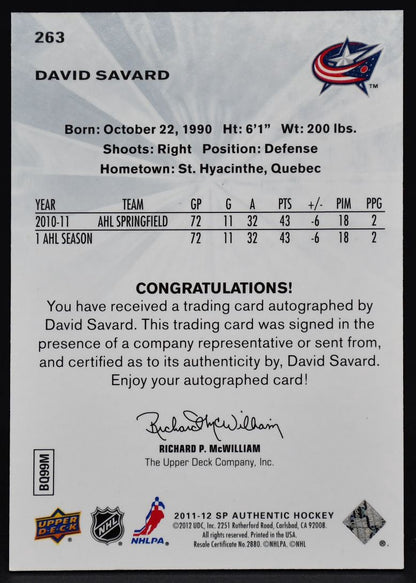 263
DAVID SAVARD
TM
Born: October 22, 1990 Ht: 6'1" Wt: 200 lbs.
Shoots: Right Position: Defense
Hometown: St. Hyacinthe, Quebec
YEAR TEAM GP G A PTS +/- PIM PPG
2010-11 AHL SPRINGFIELD 72 11 32 43 -6 18 2
1 AHL SEASON 72 11 32 43 -6 18 2
CONGRATULATIONS!
You have received a trading card autographed by
David Savard. This trading card was signed in the
presence of a company representative or sent from,
and certified as to its authenticity by, David Savard.
Enjoy your autographed card!
Richard P. McWilliam
RICHARD P. McWILLIAM
The Upper Deck Company, Inc.
BQ99M
UPPER DECK
NHL
NHLPA.
2011-12 SP AUTHENTIC HOCKEY
©2012 UDC, Inc. 2251 Rutherford Road, Carlsbad, CA 92008.
All rights reserved. Printed in the USA.
Resale Certificate No. 2880. ©NHLPA, ©NHL
®.